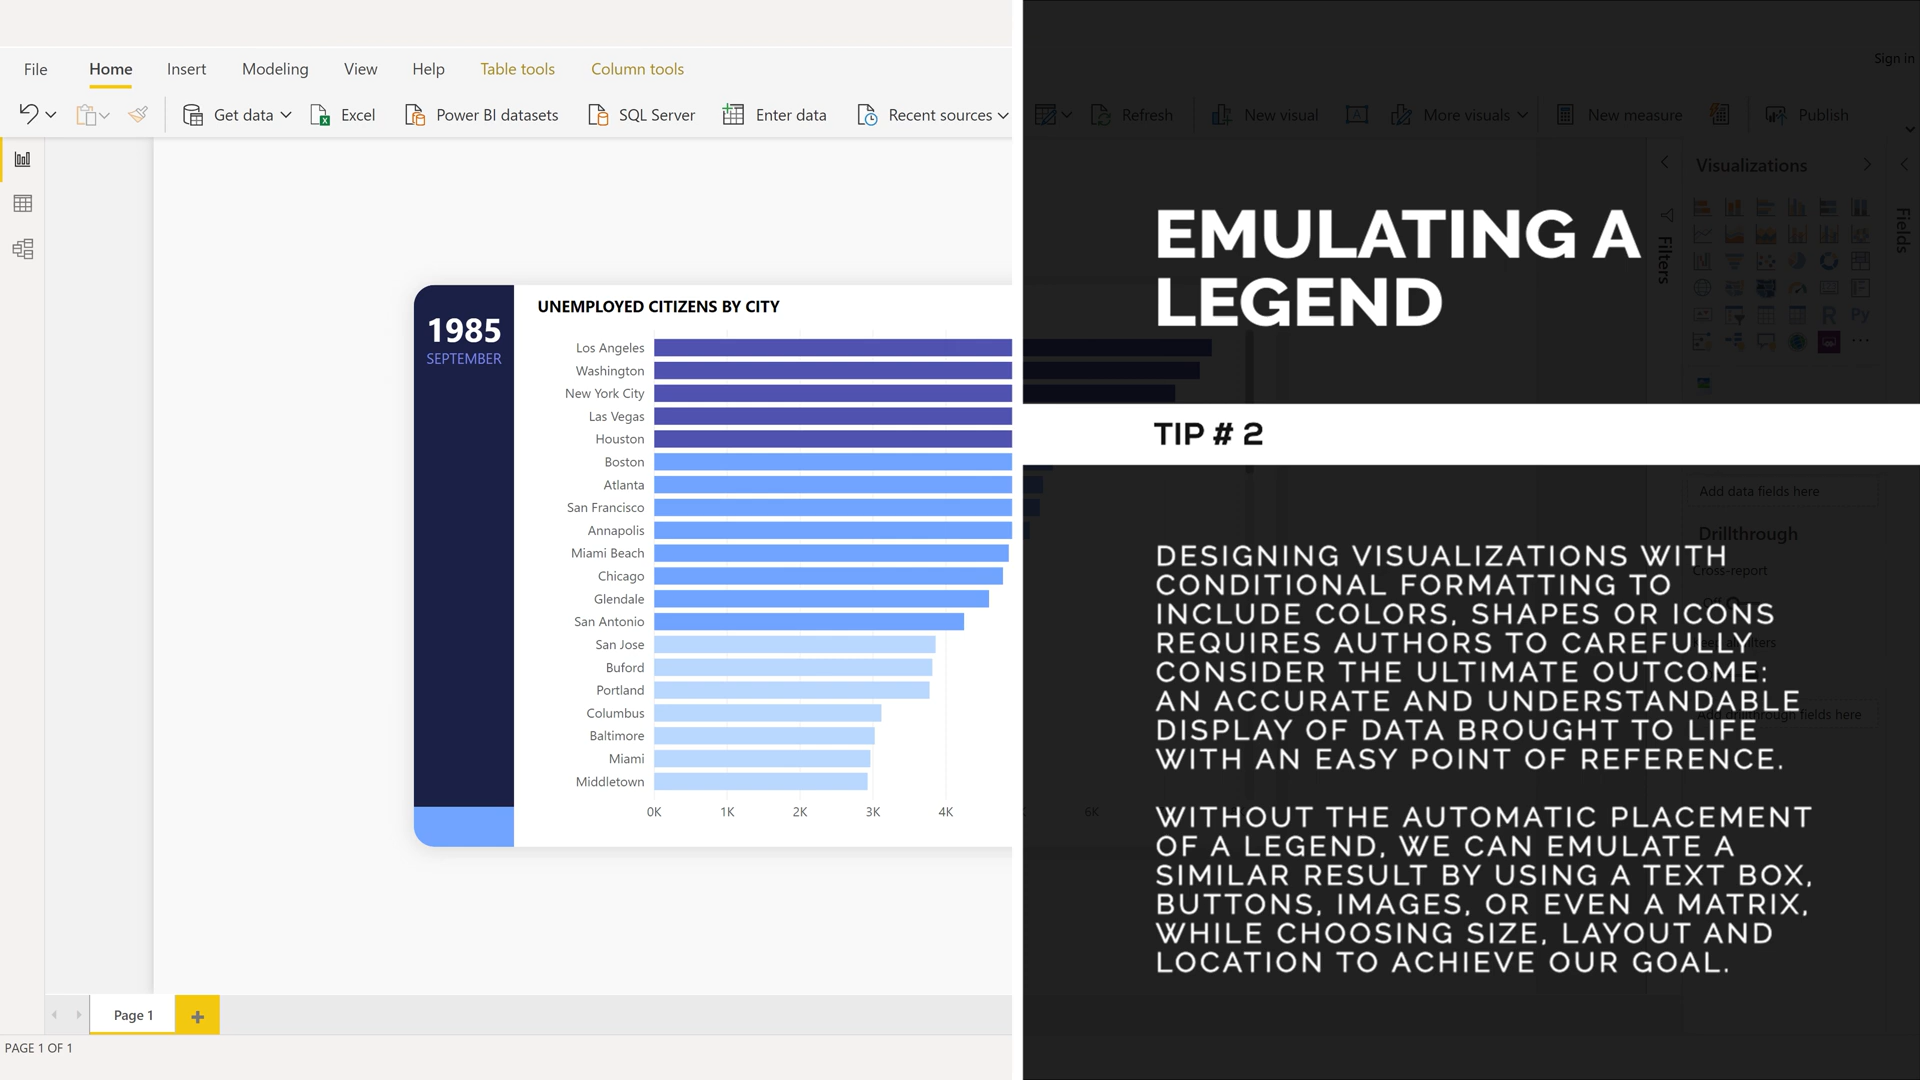 Sign in
File Home Insert Modeling View Help Table tools Column tools
Get data Excel Power BI datasets SQL Server Enter data Recent sources Refresh New visual More visuals New measure Publish
Visualizations
Filters
Fields
1985
SEPTEMBER
UNEMPLOYED CITIZENS BY CITY
Los Angeles
Washington
New York City
Las Vegas
Houston
Boston
Atlanta
San Francisco
Annapolis
Miami Beach
Chicago
Glendale
San Antonio
San Jose
Buford
Portland
Columbus
Baltimore
Miami
Middletown
0K 1K 2K 3K 4K 6K
EMULATING A
LEGEND
TIP # 2
Add data fields here
Drillthrough
Cross-report
Add drillthrough fields here
DESIGNING VISUALIZATIONS WITH
CONDITIONAL FORMATTING TO
INCLUDE COLORS, SHAPES OR ICONS
REQUIRES AUTHORS TO CAREFULLY
CONSIDER THE ULTIMATE OUTCOME:
AN ACCURATE AND UNDERSTANDABLE
DISPLAY OF DATA BROUGHT TO LIFE
WITH AN EASY POINT OF REFERENCE.
WITHOUT THE AUTOMATIC PLACEMENT
OF A LEGEND, WE CAN EMULATE A
SIMILAR RESULT BY USING A TEXT BOX,
BUTTONS, IMAGES, OR EVEN A MATRIX,
WHILE CHOOSING SIZE, LAYOUT AND
LOCATION TO ACHIEVE OUR GOAL.
Page 1
PAGE 1 OF 1